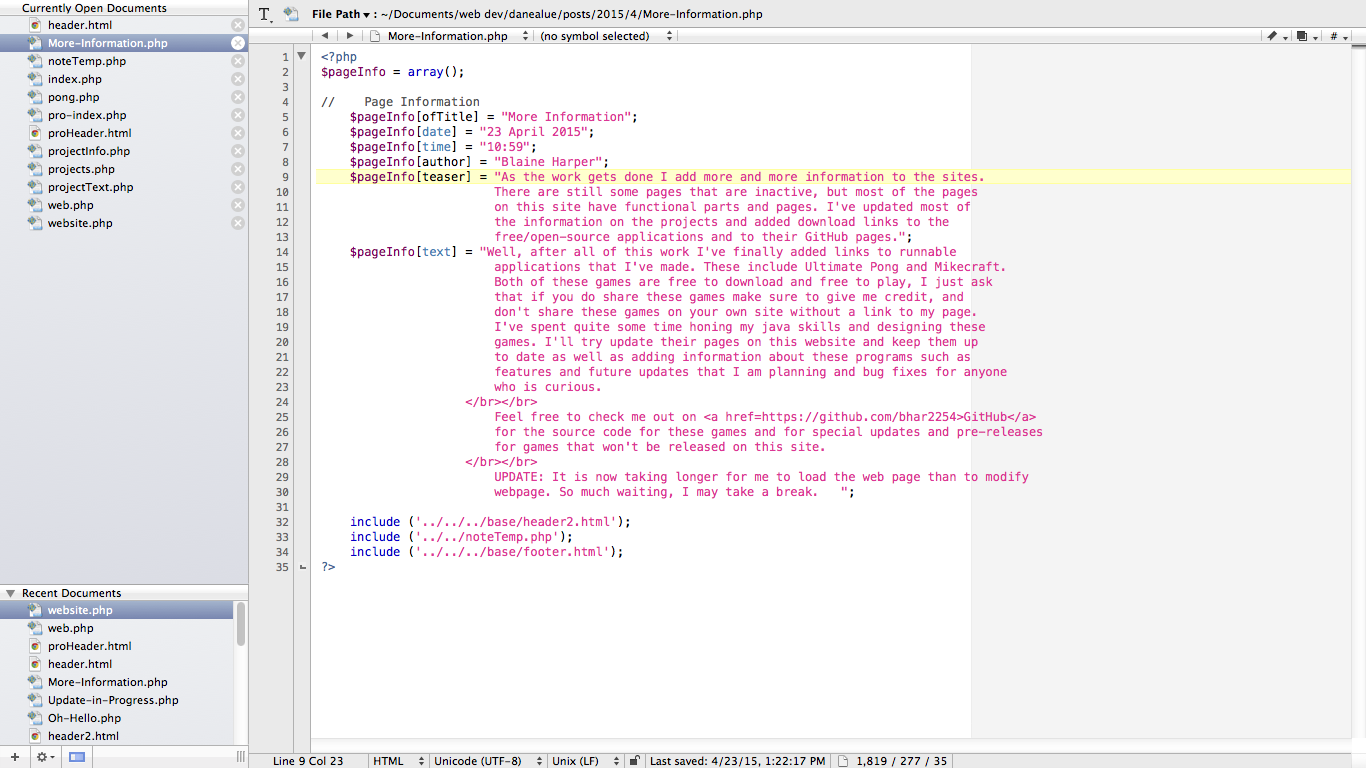 Currently Open Documents
header.html
More-Information.php
noteTemp.php
index.php
pong.php
pro-index.php
proHeader.html
projectInfo.php
projects.php
projectText.php
web.php
website.php
Recent Documents
website.php
web.php
proHeader.html
header.html
More-Information.php
Update-in-Progress.php
Oh-Hello.php
header2.html
File Path ▾ : ~/Documents/web dev/danealue/posts/2015/4/More-Information.php
More-Information.php (no symbol selected) #
1 <?php
2 $pageInfo = array();
3
4 // Page Information
5 $pageInfo[ofTitle] = "More Information";
6 $pageInfo[date] = "23 April 2015";
7 $pageInfo[time] = "10:59";
8 $pageInfo[author] = "Blaine Harper";
9 $pageInfo[teaser] = "As the work gets done I add more and more information to the sites.
10 There are still some pages that are inactive, but most of the pages
11 on this site have functional parts and pages. I've updated most of
12 the information on the projects and added download links to the
13 free/open-source applications and to their GitHub pages.";
14 $pageInfo[text] = "Well, after all of this work I've finally added links to runnable
15 applications that I've made. These include Ultimate Pong and Mikecraft.
16 Both of these games are free to download and free to play, I just ask
17 that if you do share these games make sure to give me credit, and
18 don't share these games on your own site without a link to my page.
19 I've spent quite some time honing my java skills and designing these
20 games. I'll try update their pages on this website and keep them up
21 to date as well as adding information about these programs such as
22 features and future updates that I am planning and bug fixes for anyone
23 who is curious.
24 </br></br>
25 Feel free to check me out on <a href=https://github.com/bhar2254>GitHub</a>
26 for the source code for these games and for special updates and pre-releases
27 for games that won't be released on this site.
28 </br></br>
29 UPDATE: It is now taking longer for me to load the web page than to modify
30 webpage. So much waiting, I may take a break. ";
31
32 include ('../../../base/header2.html');
33 include ('../../noteTemp.php');
34 include ('../../../base/footer.html');
35 ?>
Line 9 Col 23 HTML Unicode (UTF-8) Unix (LF) Last saved: 4/23/15, 1:22:17 PM 1,819 / 277 / 35